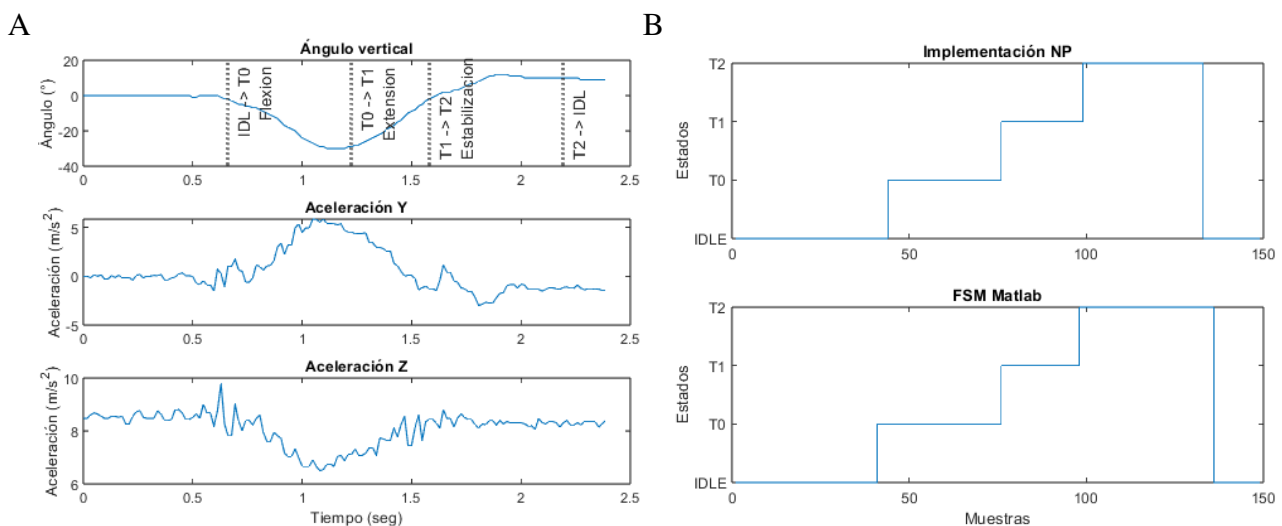 A
Ángulo vertical
20
0
-20
-40
Ángulo (°)
IDL -> T0
Flexion
T0 -> T1
Extension
T1 -> T2
Estabilizacion
T2 -> IDL
0 0.5 1 1.5 2 2.5
Aceleración Y
5
0
-5
Aceleración (m/s²)
0 0.5 1 1.5 2 2.5
Aceleración Z
10
8
6
Aceleración (m/s²)
0 0.5 1 1.5 2 2.5
Tiempo (seg)
B
Implementación NP
T2
T1
T0
IDLE
Estados
0 50 100 150
FSM Matlab
T2
T1
T0
IDLE
Estados
0 50 100 150
Muestras